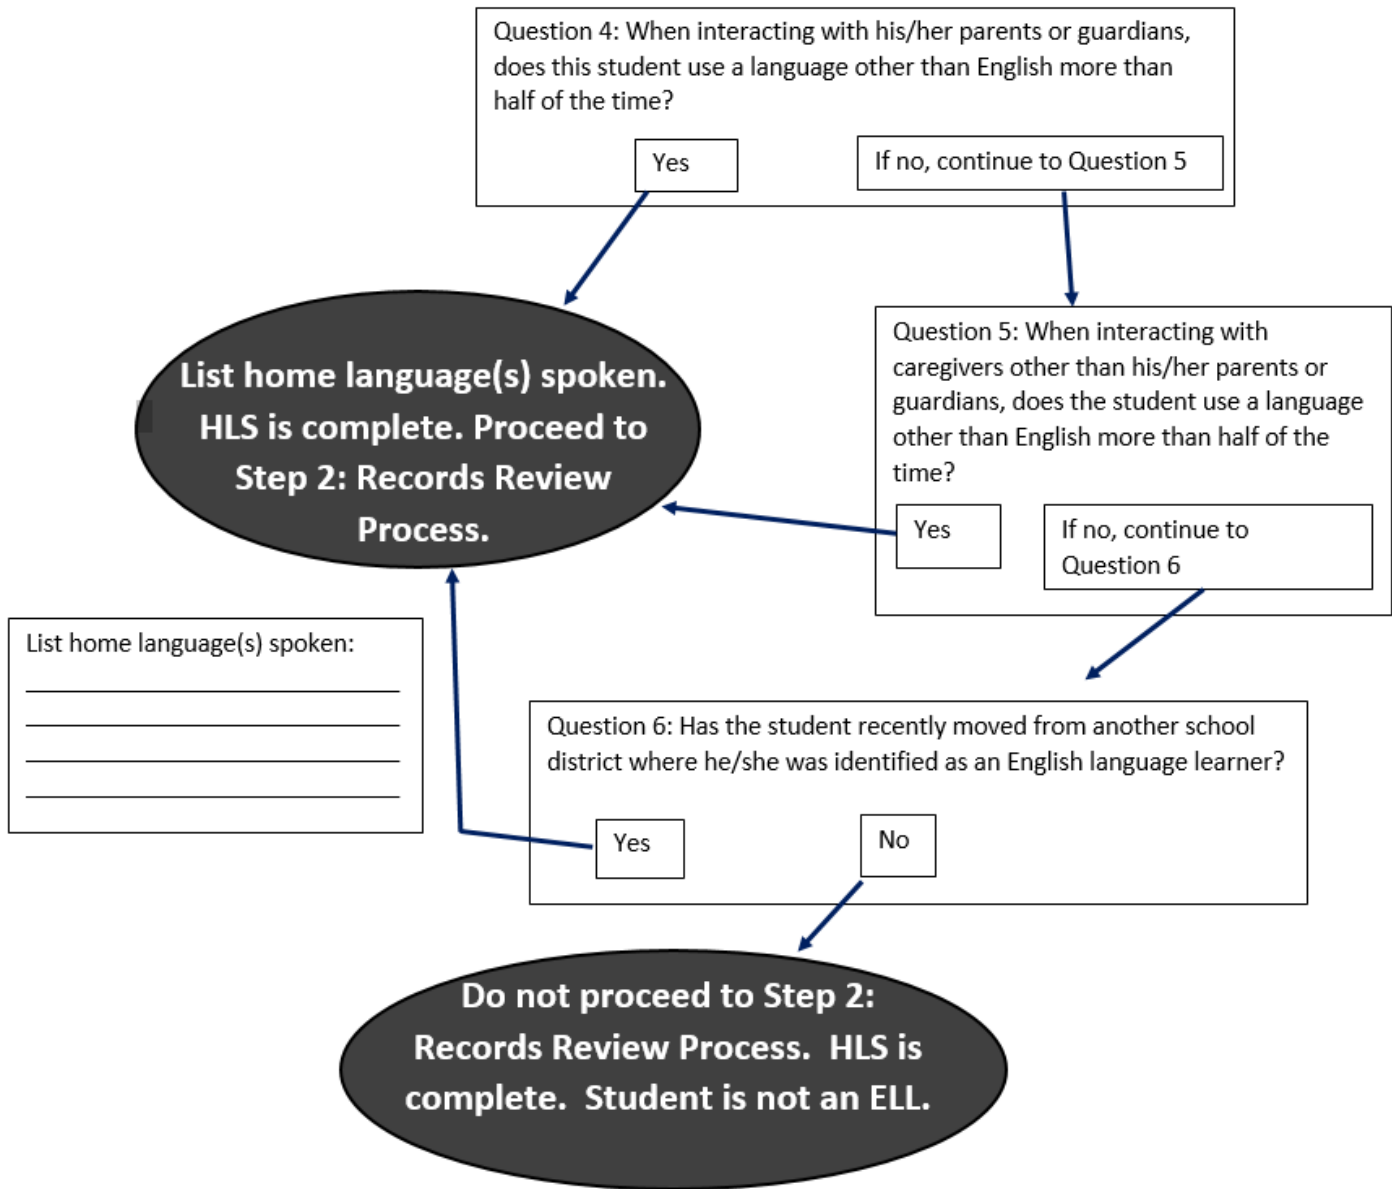 Question 4: When interacting with his/her parents or guardians,
does this student use a language other than English more than
half of the time?
Yes
If no, continue to Question 5
List home language(s) spoken.
HLS is complete. Proceed to
Step 2: Records Review
Process.
Question 5: When interacting with
caregivers other than his/her parents or
guardians, does the student use a language
other than English more than half of the
time?
Yes
If no, continue to
Question 6
List home language(s) spoken:
Question 6: Has the student recently moved from another school
district where he/she was identified as an English language learner?
Yes
No
Do not proceed to Step 2:
Records Review Process.  HLS is
complete.  Student is not an ELL.